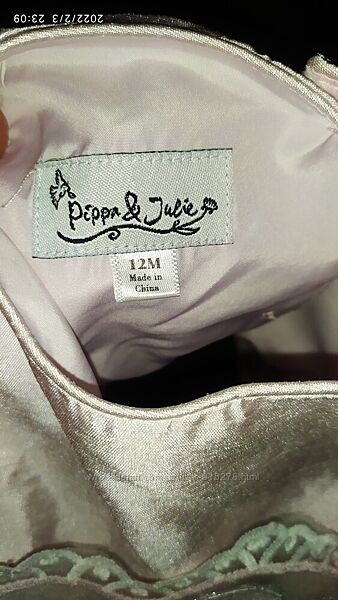 2022/2/3 23:09
Pippa & Julie
12M
Made in
China